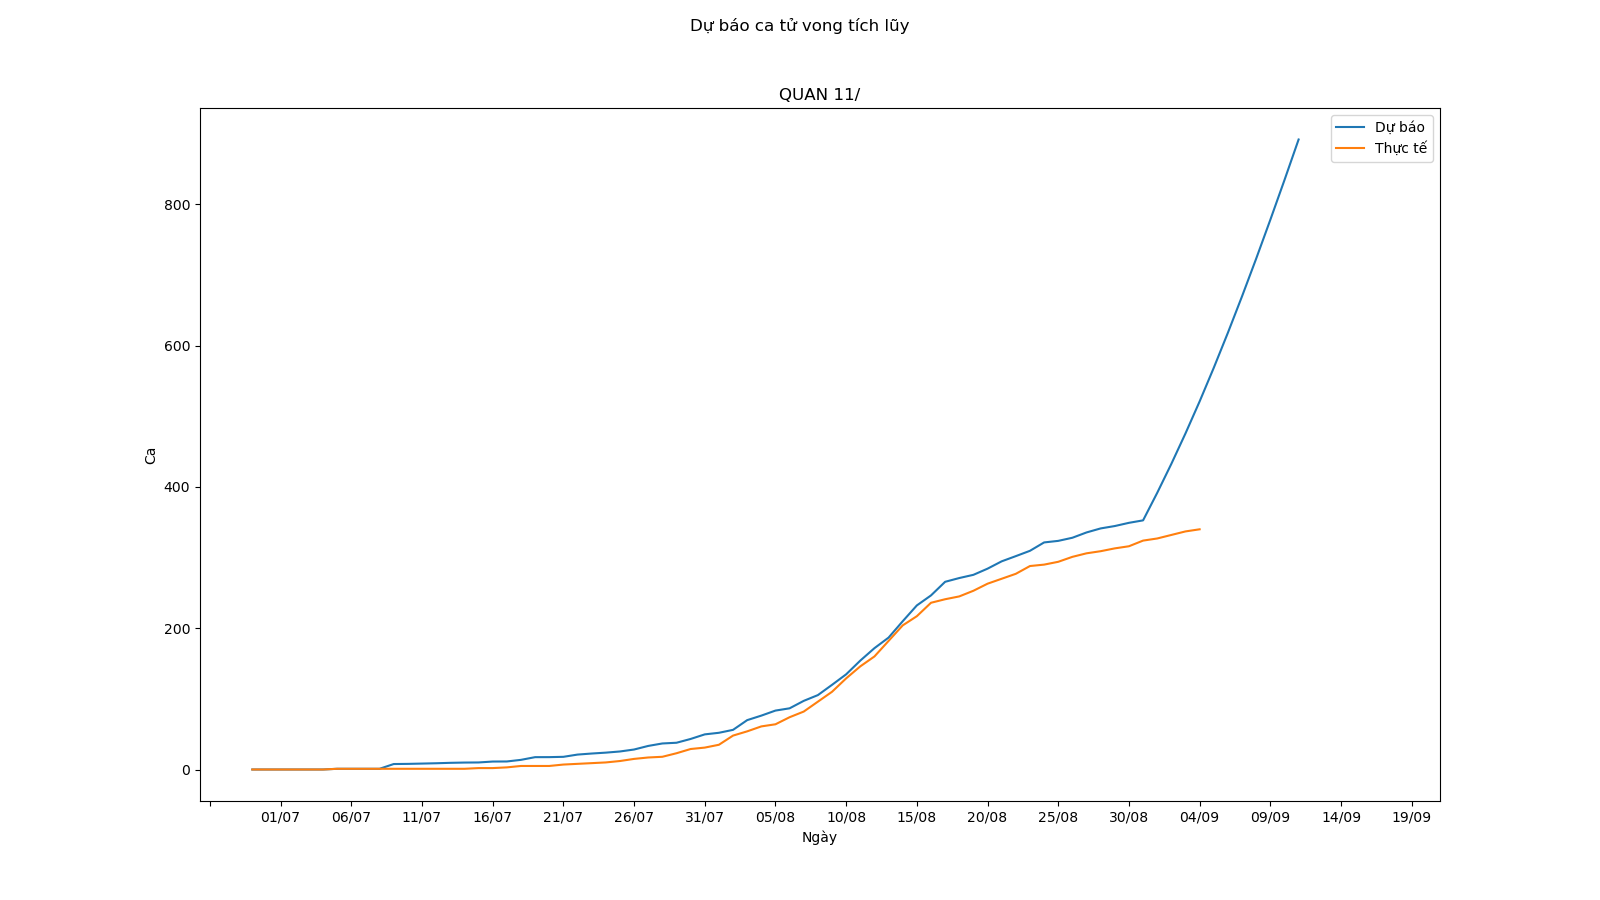 Dự báo ca tử vong tích lũy
QUAN 11/
Dự báo
Thực tế
800
600
400
200
0
Ca
01/07 06/07 11/07 16/07 21/07 26/07 31/07 05/08 10/08 15/08 20/08 25/08 30/08 04/09 09/09 14/09 19/09
Ngày